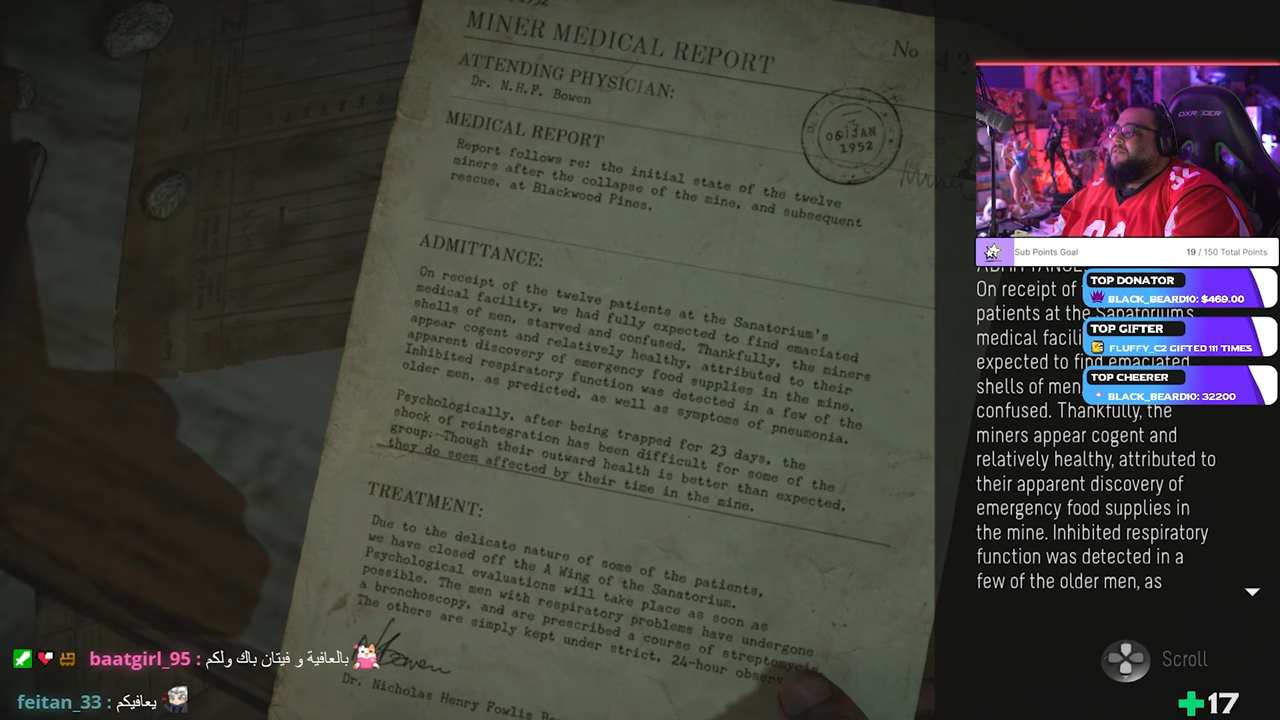 MINER MEDICAL REPORT
No
ATTENDING PHYSICIAN:
Dr. N.H.F. Bowen
06 JAN
1952
MEDICAL REPORT
Report follows re: the initial state of the twelve
miners after the collapse of the mine, and subsequent
rescue, at Blackwood Pines.
ADMITTANCE:
On receipt of the twelve patients at the Sanatorium's
medical facility, we had fully expected to find emaciated
shells of men, starved and confused. Thankfully, the miners
appear cogent and relatively healthy, attributed to their
apparent discovery of emergency food supplies in the mine.
Inhibited respiratory function was detected in a few of the
older men, as predicted, as well as symptoms of pneumonia.
Psychologically, after being trapped for 23 days, the
shock of reintegration has been difficult for some of the
group: Though their outward health is better than expected,
they do seem affected by their time in the mine.
TREATMENT:
Due to the delicate nature of some of the patients,
we have closed off the A Wing of the Sanatorium.
Psychological evaluations will take place as soon as
possible. The men with respiratory problems have undergone
a bronchoscopy, and are prescribed a course of streptomycin.
The others are simply kept under strict, 24-hour observ
Dr. Nicholas Henry Fowlis
DXRACER
Sub Points Goal
19 / 150 Total Points
TOP DONATOR
BLACK_BEARD10: $469.00
TOP GIFTER
FLUFFY_C2 GIFTED 111 TIMES
TOP CHEERER
BLACK_BEARD10: 32200
ADMITTANCE:
On receipt of
patients at the Sanatorium's
medical facili
expected to find emaciated
shells of men
confused. Thankfully, the
miners appear cogent and
relatively healthy, attributed to
their apparent discovery of
emergency food supplies in
the mine. Inhibited respiratory
function was detected in a
few of the older men, as
Scroll
+17
baatgirl_95 : بالعافية و فيتان باك ولكم
feitan_33 : يعافيكم